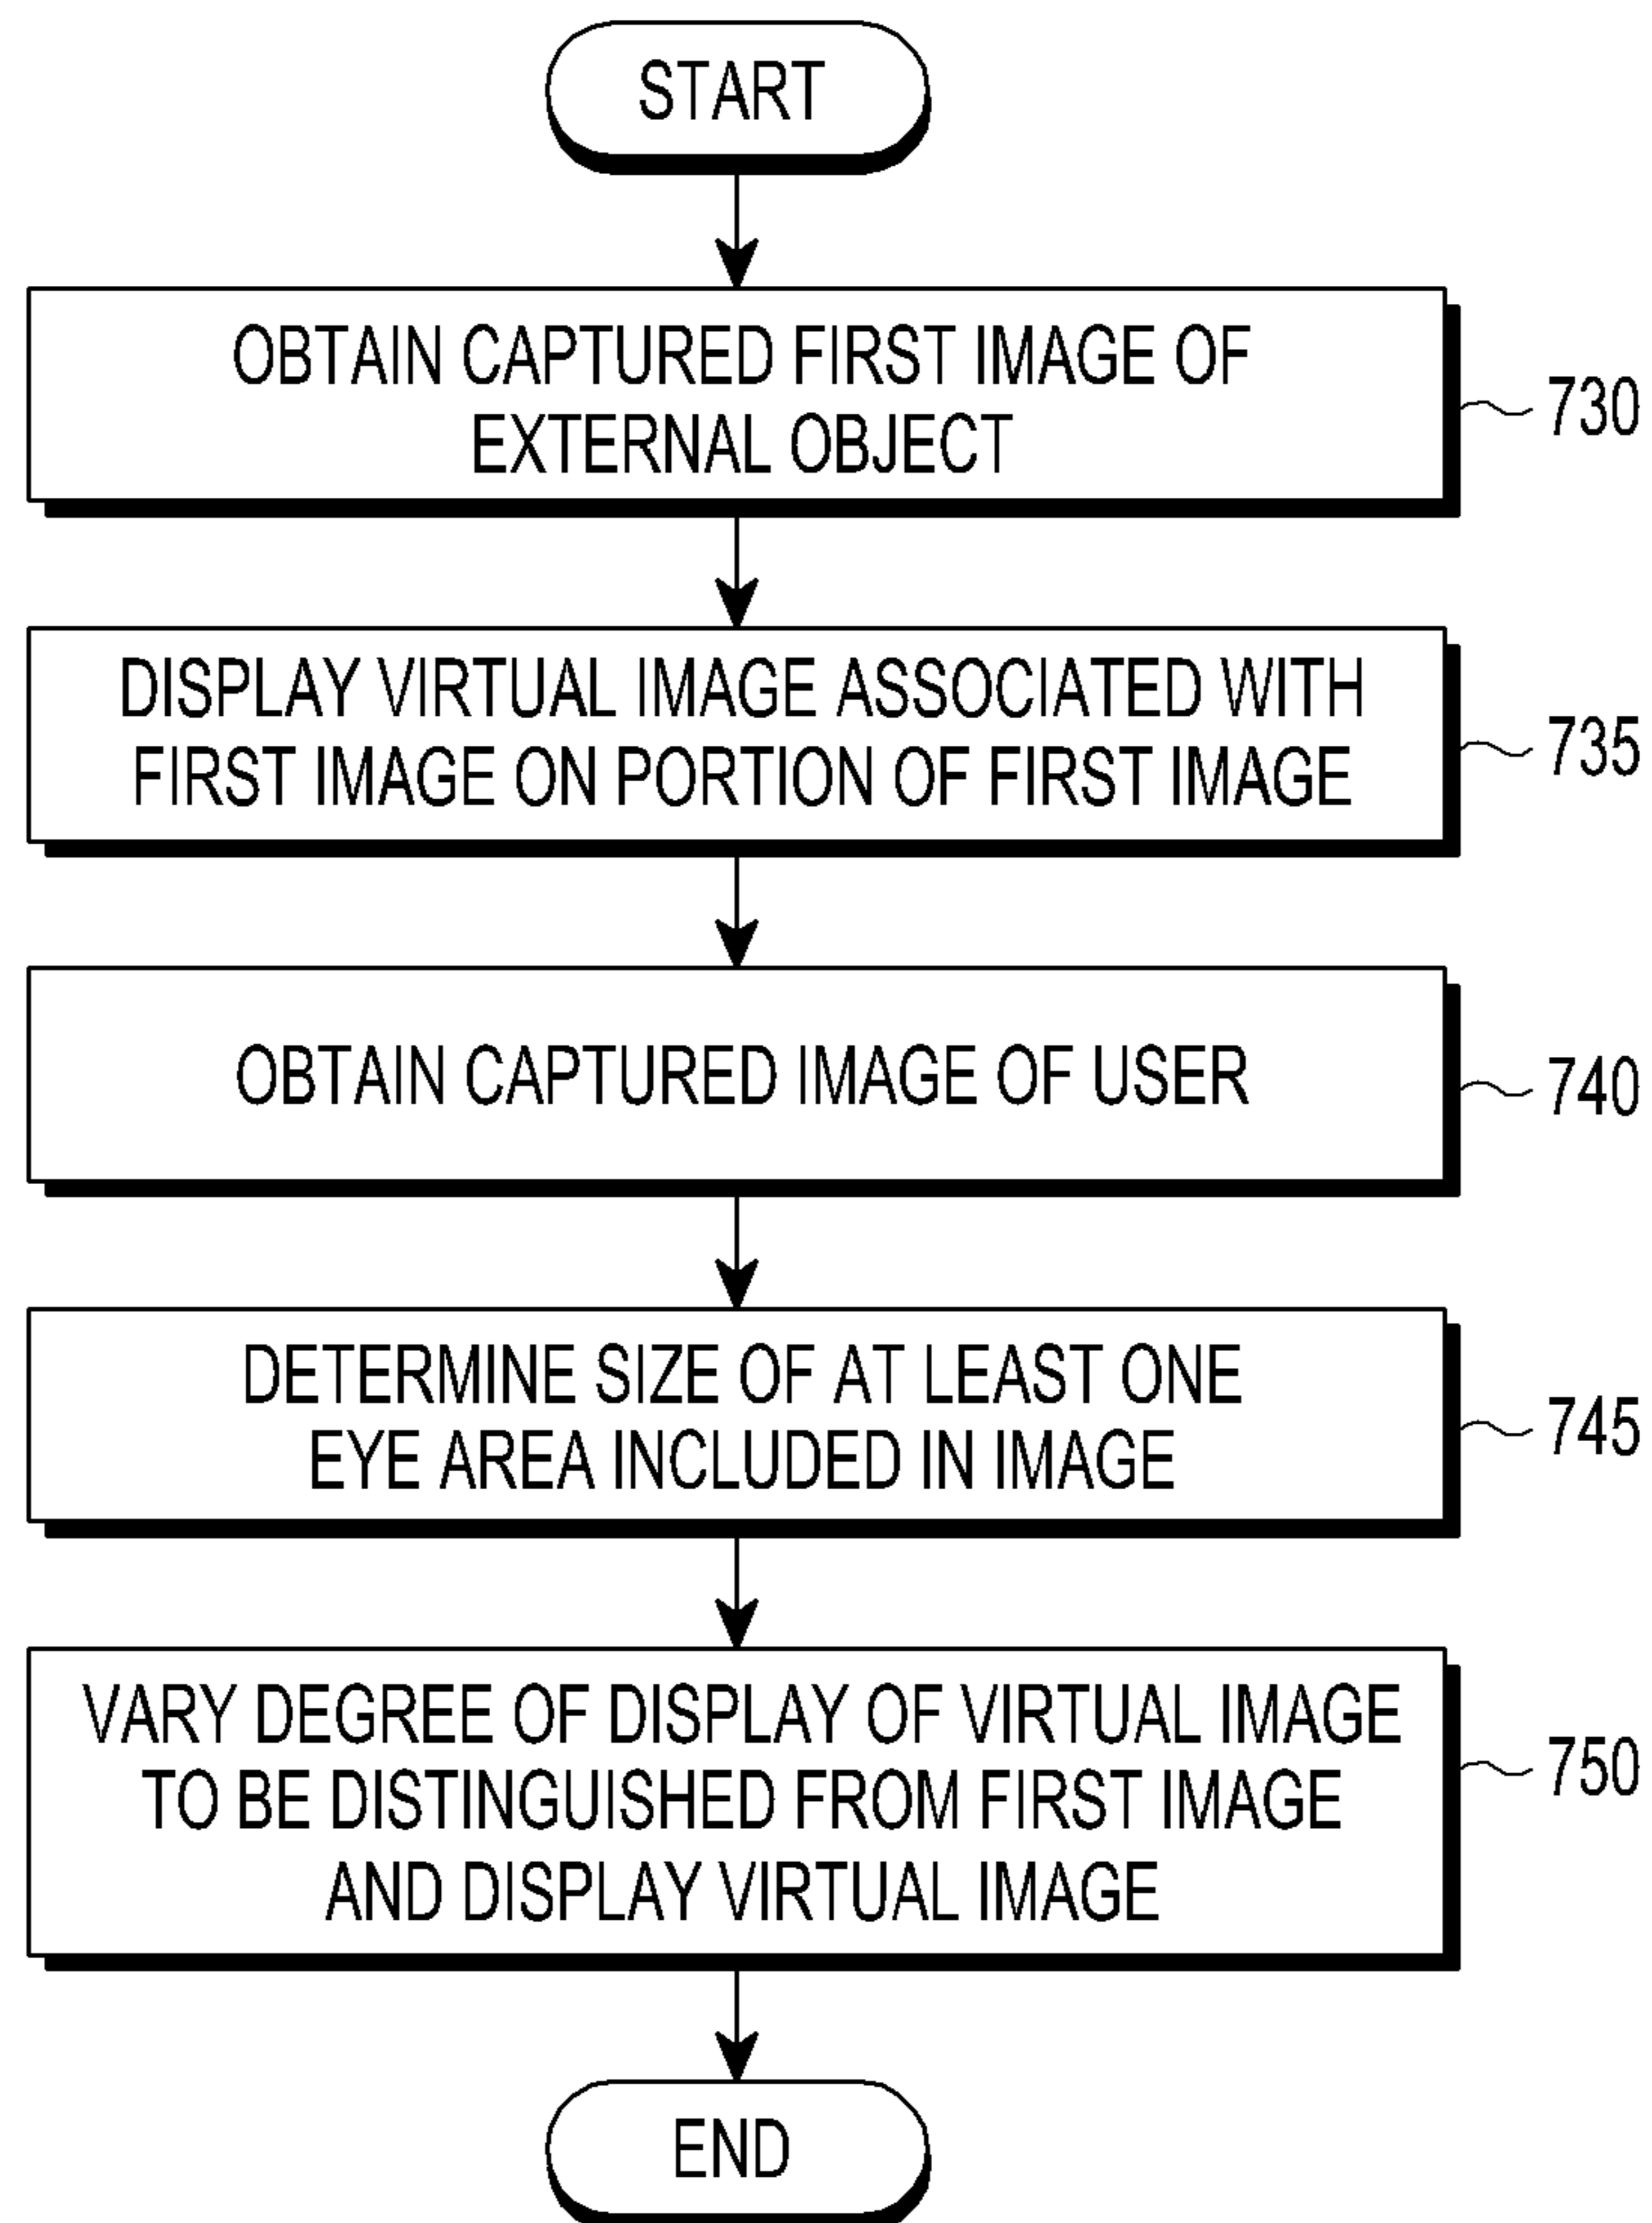 START
OBTAIN CAPTURED FIRST IMAGE OF
EXTERNAL OBJECT
730
DISPLAY VIRTUAL IMAGE ASSOCIATED WITH
FIRST IMAGE ON PORTION OF FIRST IMAGE
735
OBTAIN CAPTURED IMAGE OF USER
740
DETERMINE SIZE OF AT LEAST ONE
EYE AREA INCLUDED IN IMAGE
745
VARY DEGREE OF DISPLAY OF VIRTUAL IMAGE
TO BE DISTINGUISHED FROM FIRST IMAGE
AND DISPLAY VIRTUAL IMAGE
750
END